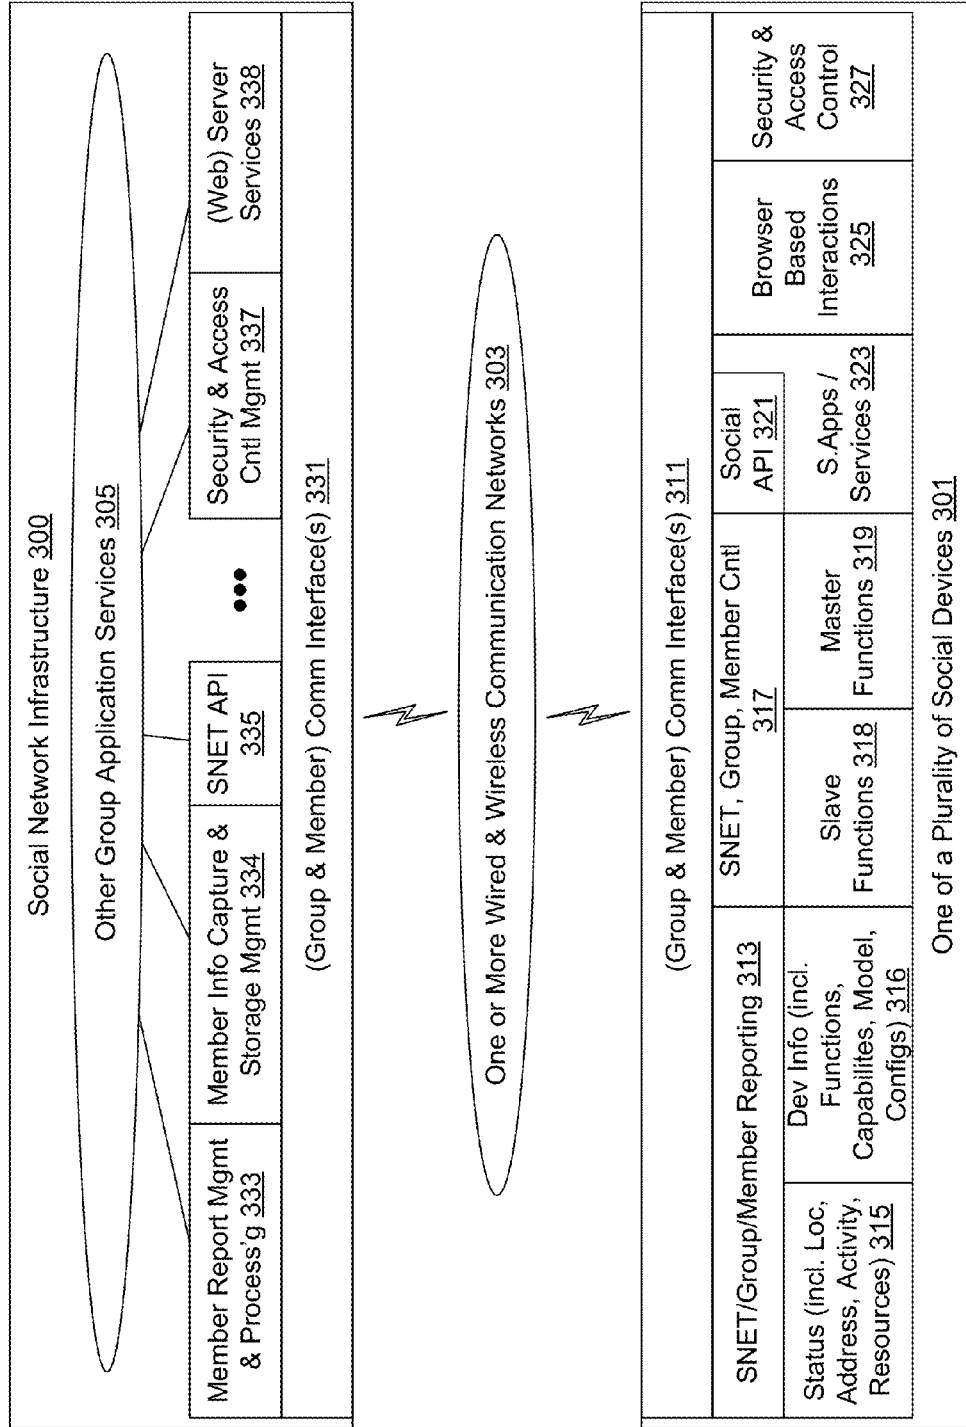 Social Network Infrastructure 300
Other Group Application Services 305
Member Report Mgmt
& Process'g 333
Member Info Capture &
Storage Mgmt 334
SNET API
335
Security & Access
Cntl Mgmt 337
(Web) Server
Services 338
(Group & Member) Comm Interface(s) 331
One or More Wired & Wireless Communication Networks 303
(Group & Member) Comm Interface(s) 311
SNET/Group/Member Reporting 313
Status (incl. Loc,
Address, Activity,
Resources) 315
Dev Info (incl.
Functions,
Capabilites, Model,
Configs) 316
SNET, Group, Member Cntl
317
Slave
Functions 318
Master
Functions 319
Social
API 321
S.Apps /
Services 323
Browser
Based
Interactions
325
Security &
Access
Control
327
One of a Plurality of Social Devices 301